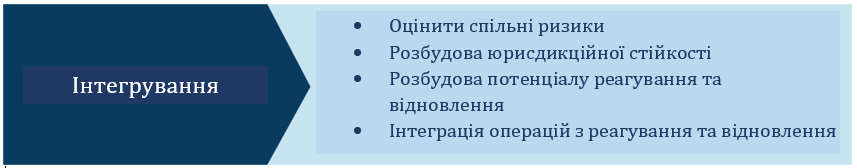 Інтегрування
• Оцінити спільні ризики
• Розбудова юрисдикційної стійкості
• Розбудова потенціалу реагування та
відновлення
• Інтеграція операцій з реагування та відновлення